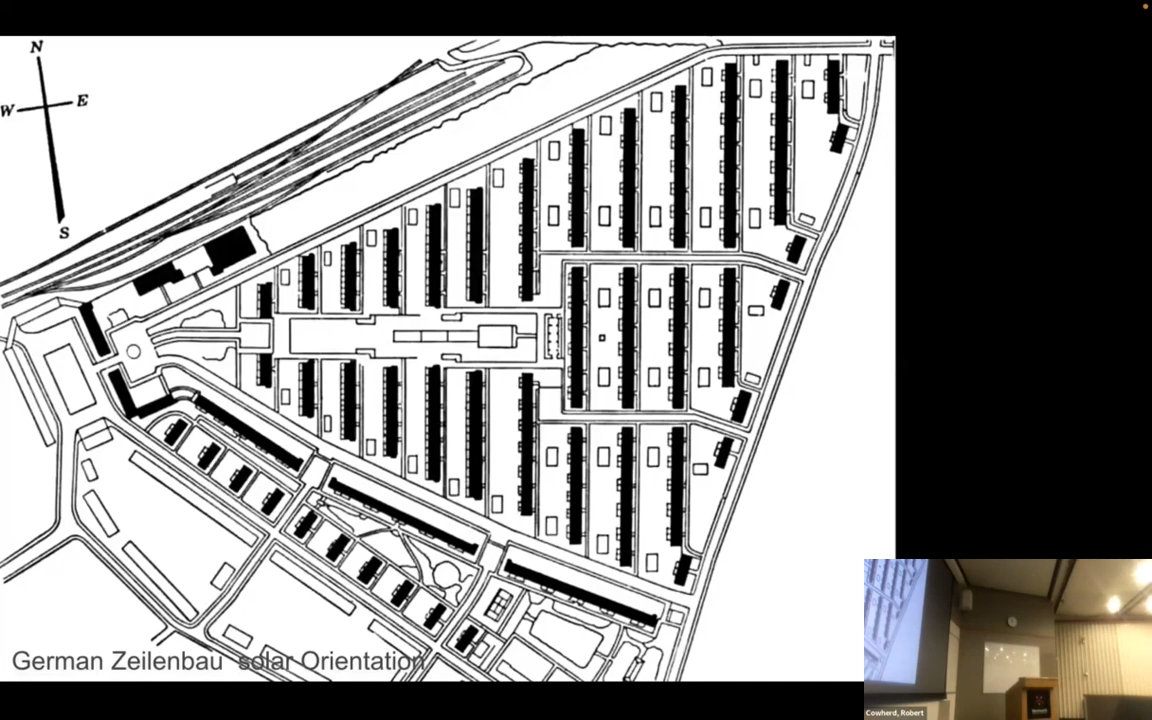 N
W E
S
German Zeilenbau solar Orientation
Cowherd, Robert